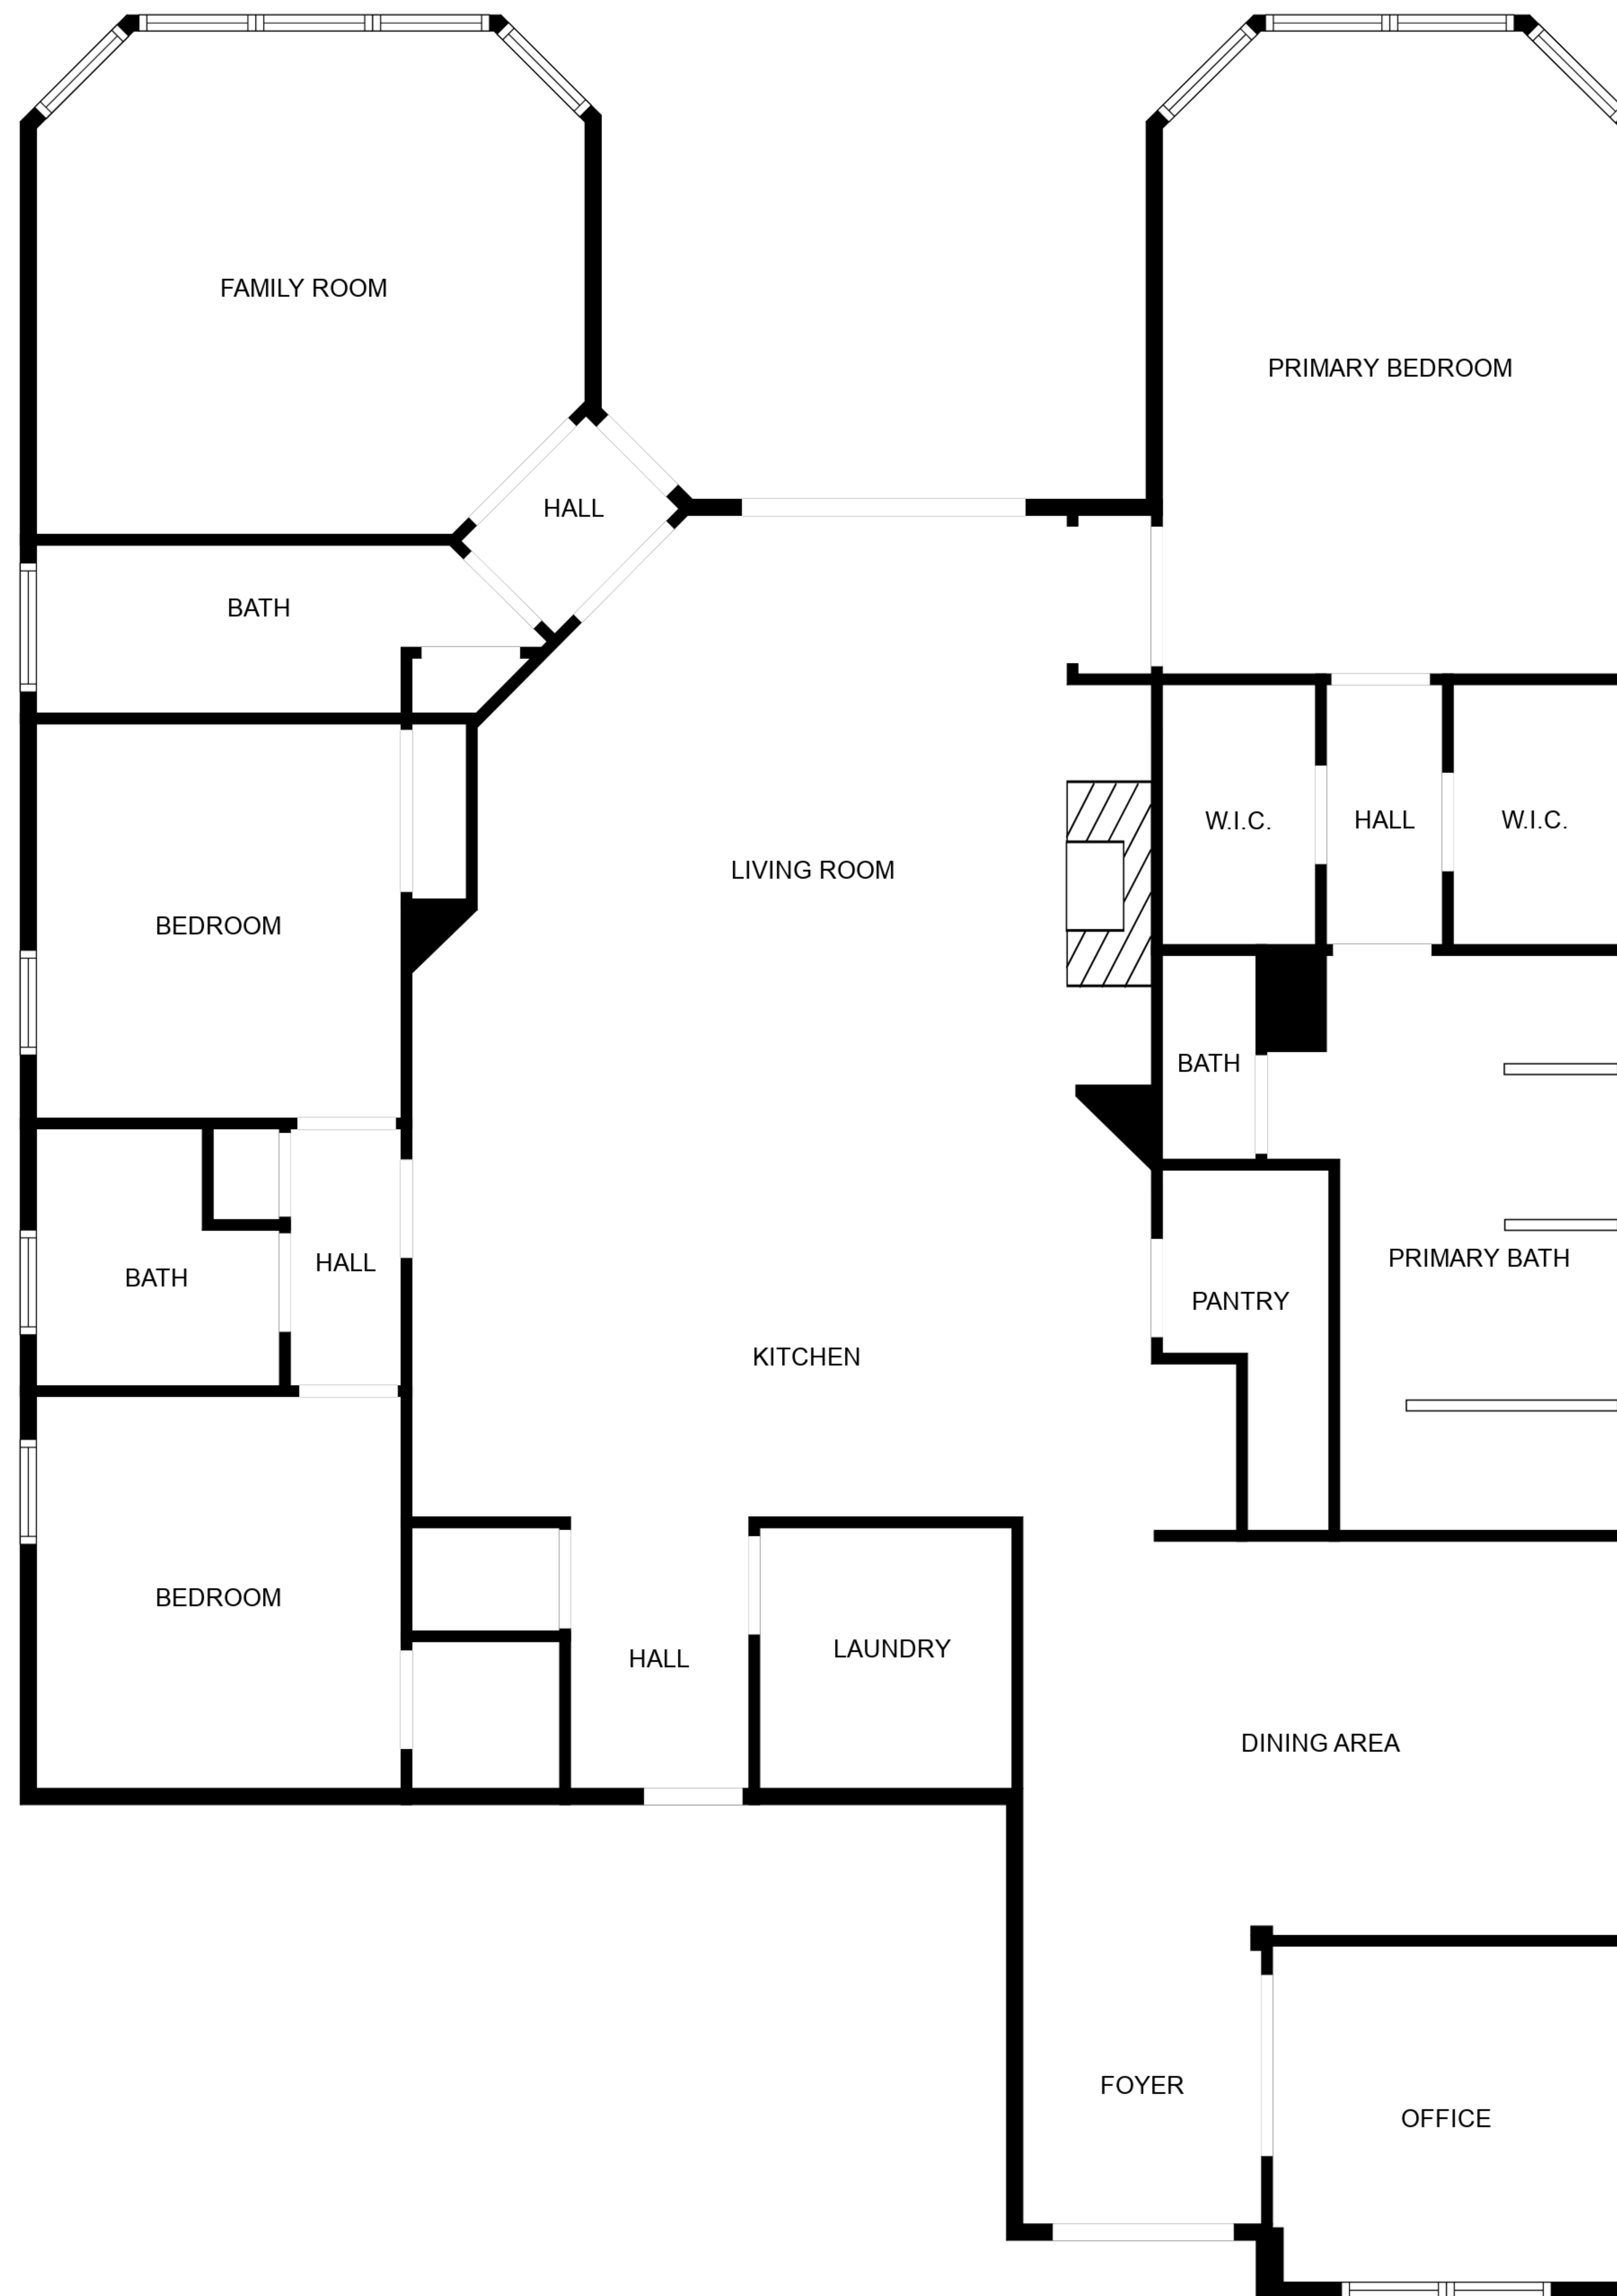 FAMILY ROOM
PRIMARY BEDROOM
HALL
BATH
W.I.C.
HALL
W.I.C.
LIVING ROOM
BEDROOM
BATH
PRIMARY BATH
HALL
BATH
PANTRY
KITCHEN
BEDROOM
LAUNDRY
HALL
DINING AREA
FOYER
OFFICE